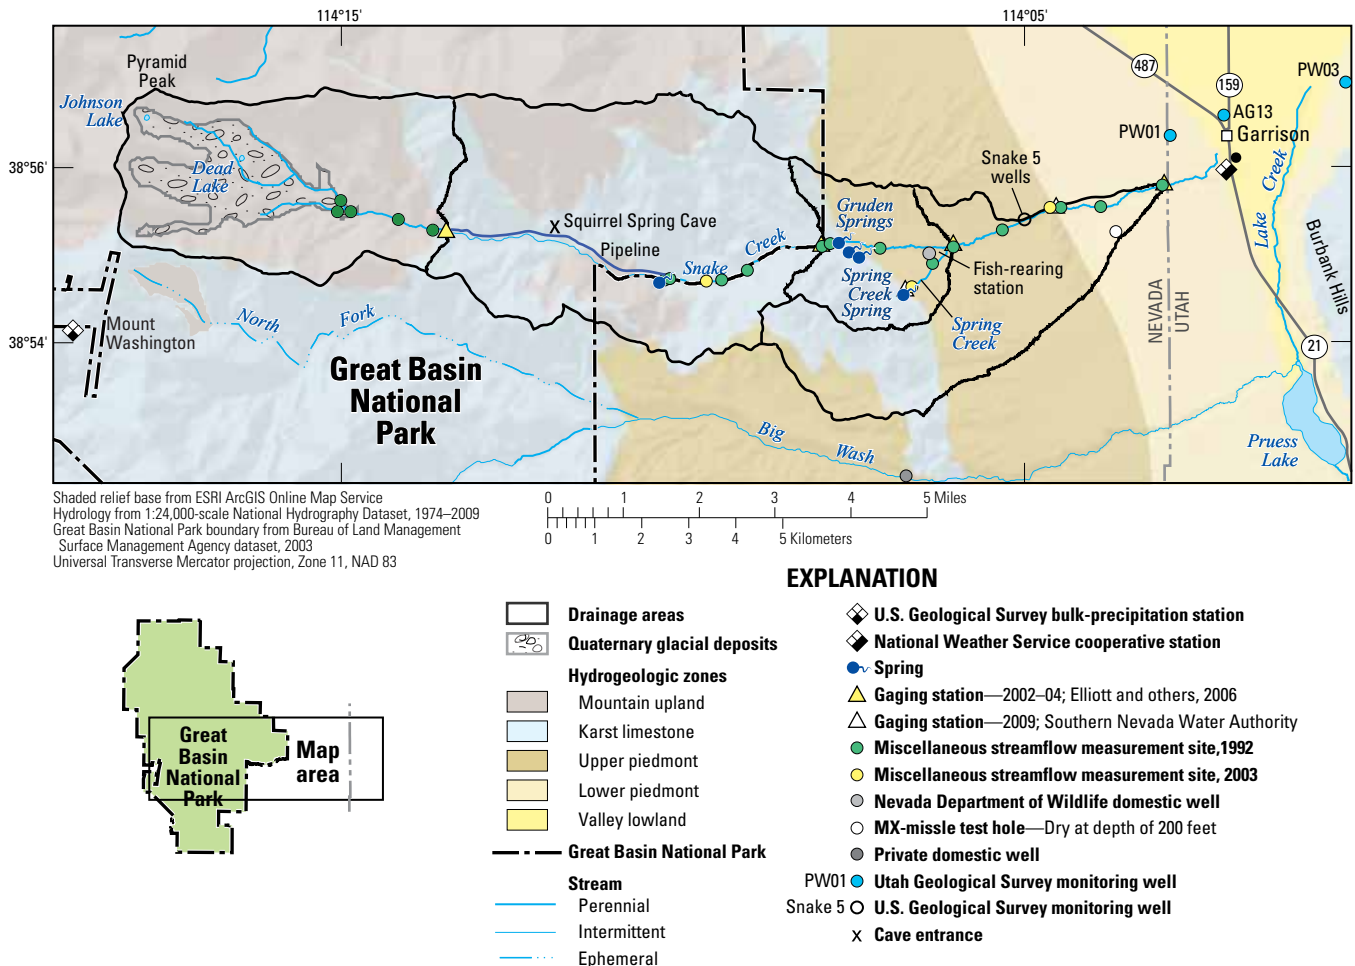 114°15'
114°05'
Pyramid
Peak
Johnson
Lake
Dead
Lake
38°56'
38°54'
Mount
Washington
North
Fork
Great Basin
National
Park
Squirrel Spring Cave
Pipeline
Snake
Creek
Gruden
Springs
Spring
Creek
Spring
Snake 5
wells
Fish-rearing
station
Spring
Creek
Big
Wash
NEVADA
UTAH
487
159
PW03
AG13
PW01
Garrison
Lake
Creek
Burbank Hills
21
Pruess
Lake
Shaded relief base from ESRI ArcGIS Online Map Service
Hydrology from 1:24,000-scale National Hydrography Dataset, 1974–2009
Great Basin National Park boundary from Bureau of Land Management
Surface Management Agency dataset, 2003
Universal Transverse Mercator projection, Zone 11, NAD 83
0 1 2 3 4 5 Miles
0 1 2 3 4 5 Kilometers
EXPLANATION
Drainage areas
Quaternary glacial deposits
Hydrogeologic zones
Mountain upland
Karst limestone
Upper piedmont
Lower piedmont
Valley lowland
Great Basin National Park
Stream
Perennial
Intermittent
Ephemeral
U.S. Geological Survey bulk-precipitation station
National Weather Service cooperative station
Spring
Gaging station—2002–04; Elliott and others, 2006
Gaging station—2009; Southern Nevada Water Authority
Miscellaneous streamflow measurement site,1992
Miscellaneous streamflow measurement site, 2003
Nevada Department of Wildlife domestic well
MX-missle test hole—Dry at depth of 200 feet
Private domestic well
PW01 Utah Geological Survey monitoring well
Snake 5 U.S. Geological Survey monitoring well
x Cave entrance
Great
Basin
National
Park
Map
area